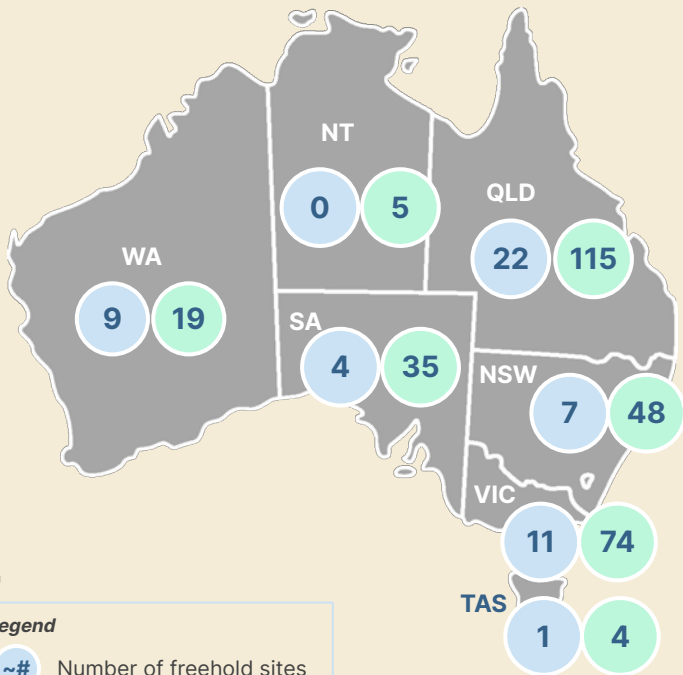 NT
0 5
QLD
22 115
WA
9 19
SA
4 35
NSW
7 48
VIC
11 74
TAS
1 4
egend
~# Number of freehold sites